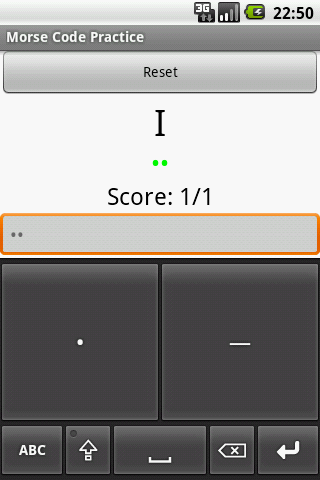 3G 22:50
Morse Code Practice
Reset
I
••
Score: 1/1
••
• —
ABC